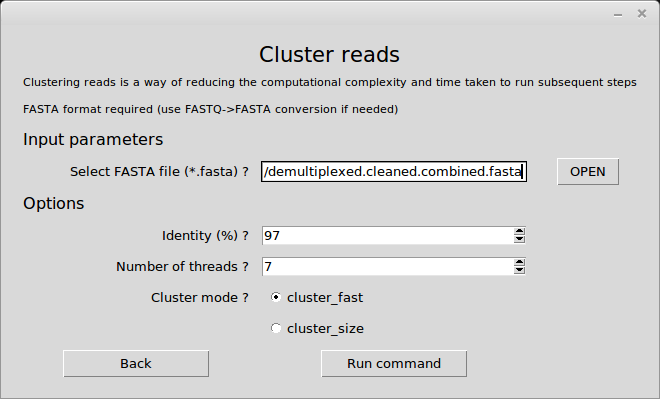 Cluster reads
Clustering reads is a way of reducing the computational complexity and time taken to run subsequent steps
FASTA format required (use FASTQ->FASTA conversion if needed)
Input parameters
Select FASTA file (*.fasta) ? /demultiplexed.cleaned.combined.fasta OPEN
Options
Identity (%) ? 97
Number of threads ? 7
Cluster mode ? cluster_fast
cluster_size
Back Run command